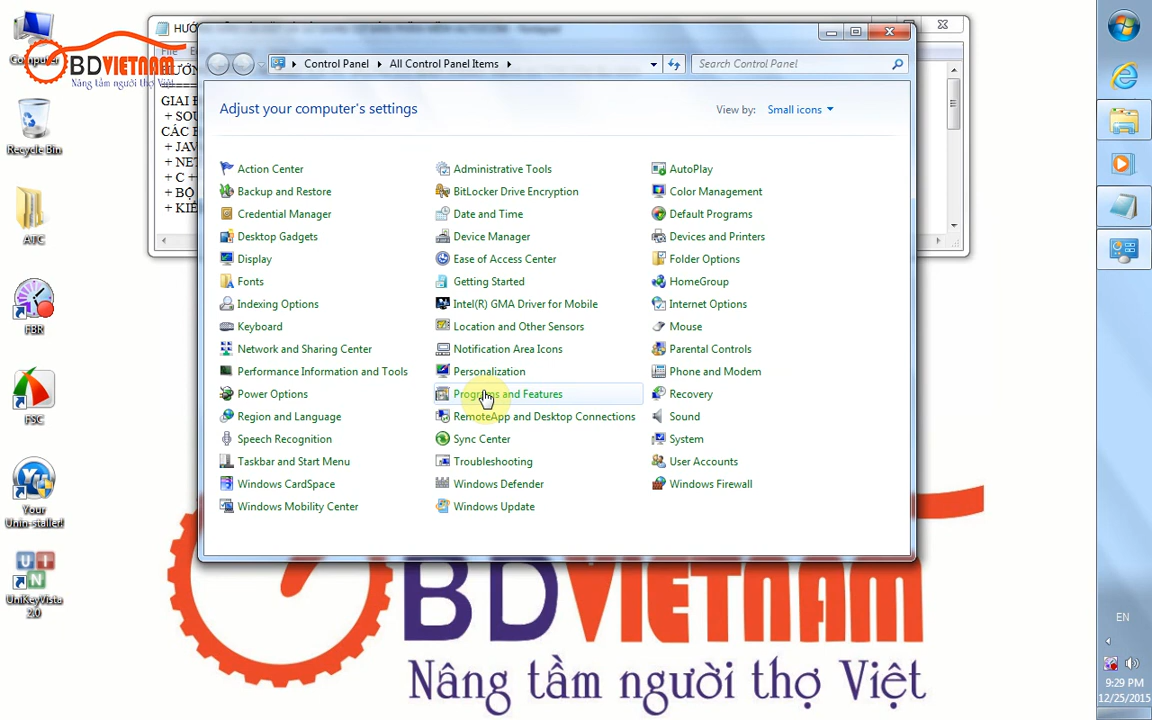 Computer
BDVIETNAM
Nâng tầm người thợ Việt
Recycle Bin
ATC
FBR
FSC
Your
Unin-staller!
UniKeyVista
2.0
HƯỚ
GIAI Đ
+ SOU
CÁC B
+ JAV
+ NET
+ C +
+ BỘ
+ KIẾ
Control Panel
All Control Panel Items
Search Control Panel
Adjust your computer's settings
View by: Small icons
Action Center
Administrative Tools
AutoPlay
Backup and Restore
BitLocker Drive Encryption
Color Management
Credential Manager
Date and Time
Default Programs
Desktop Gadgets
Device Manager
Devices and Printers
Display
Ease of Access Center
Folder Options
Fonts
Getting Started
HomeGroup
Indexing Options
Intel(R) GMA Driver for Mobile
Internet Options
Keyboard
Location and Other Sensors
Mouse
Network and Sharing Center
Notification Area Icons
Parental Controls
Performance Information and Tools
Personalization
Phone and Modem
Power Options
Programs and Features
Recovery
Region and Language
RemoteApp and Desktop Connections
Sound
Speech Recognition
Sync Center
System
Taskbar and Start Menu
Troubleshooting
User Accounts
Windows CardSpace
Windows Defender
Windows Firewall
Windows Mobility Center
Windows Update
BDVIETNAM
Nâng tầm người thợ Việt
EN
9:29 PM
12/25/2015